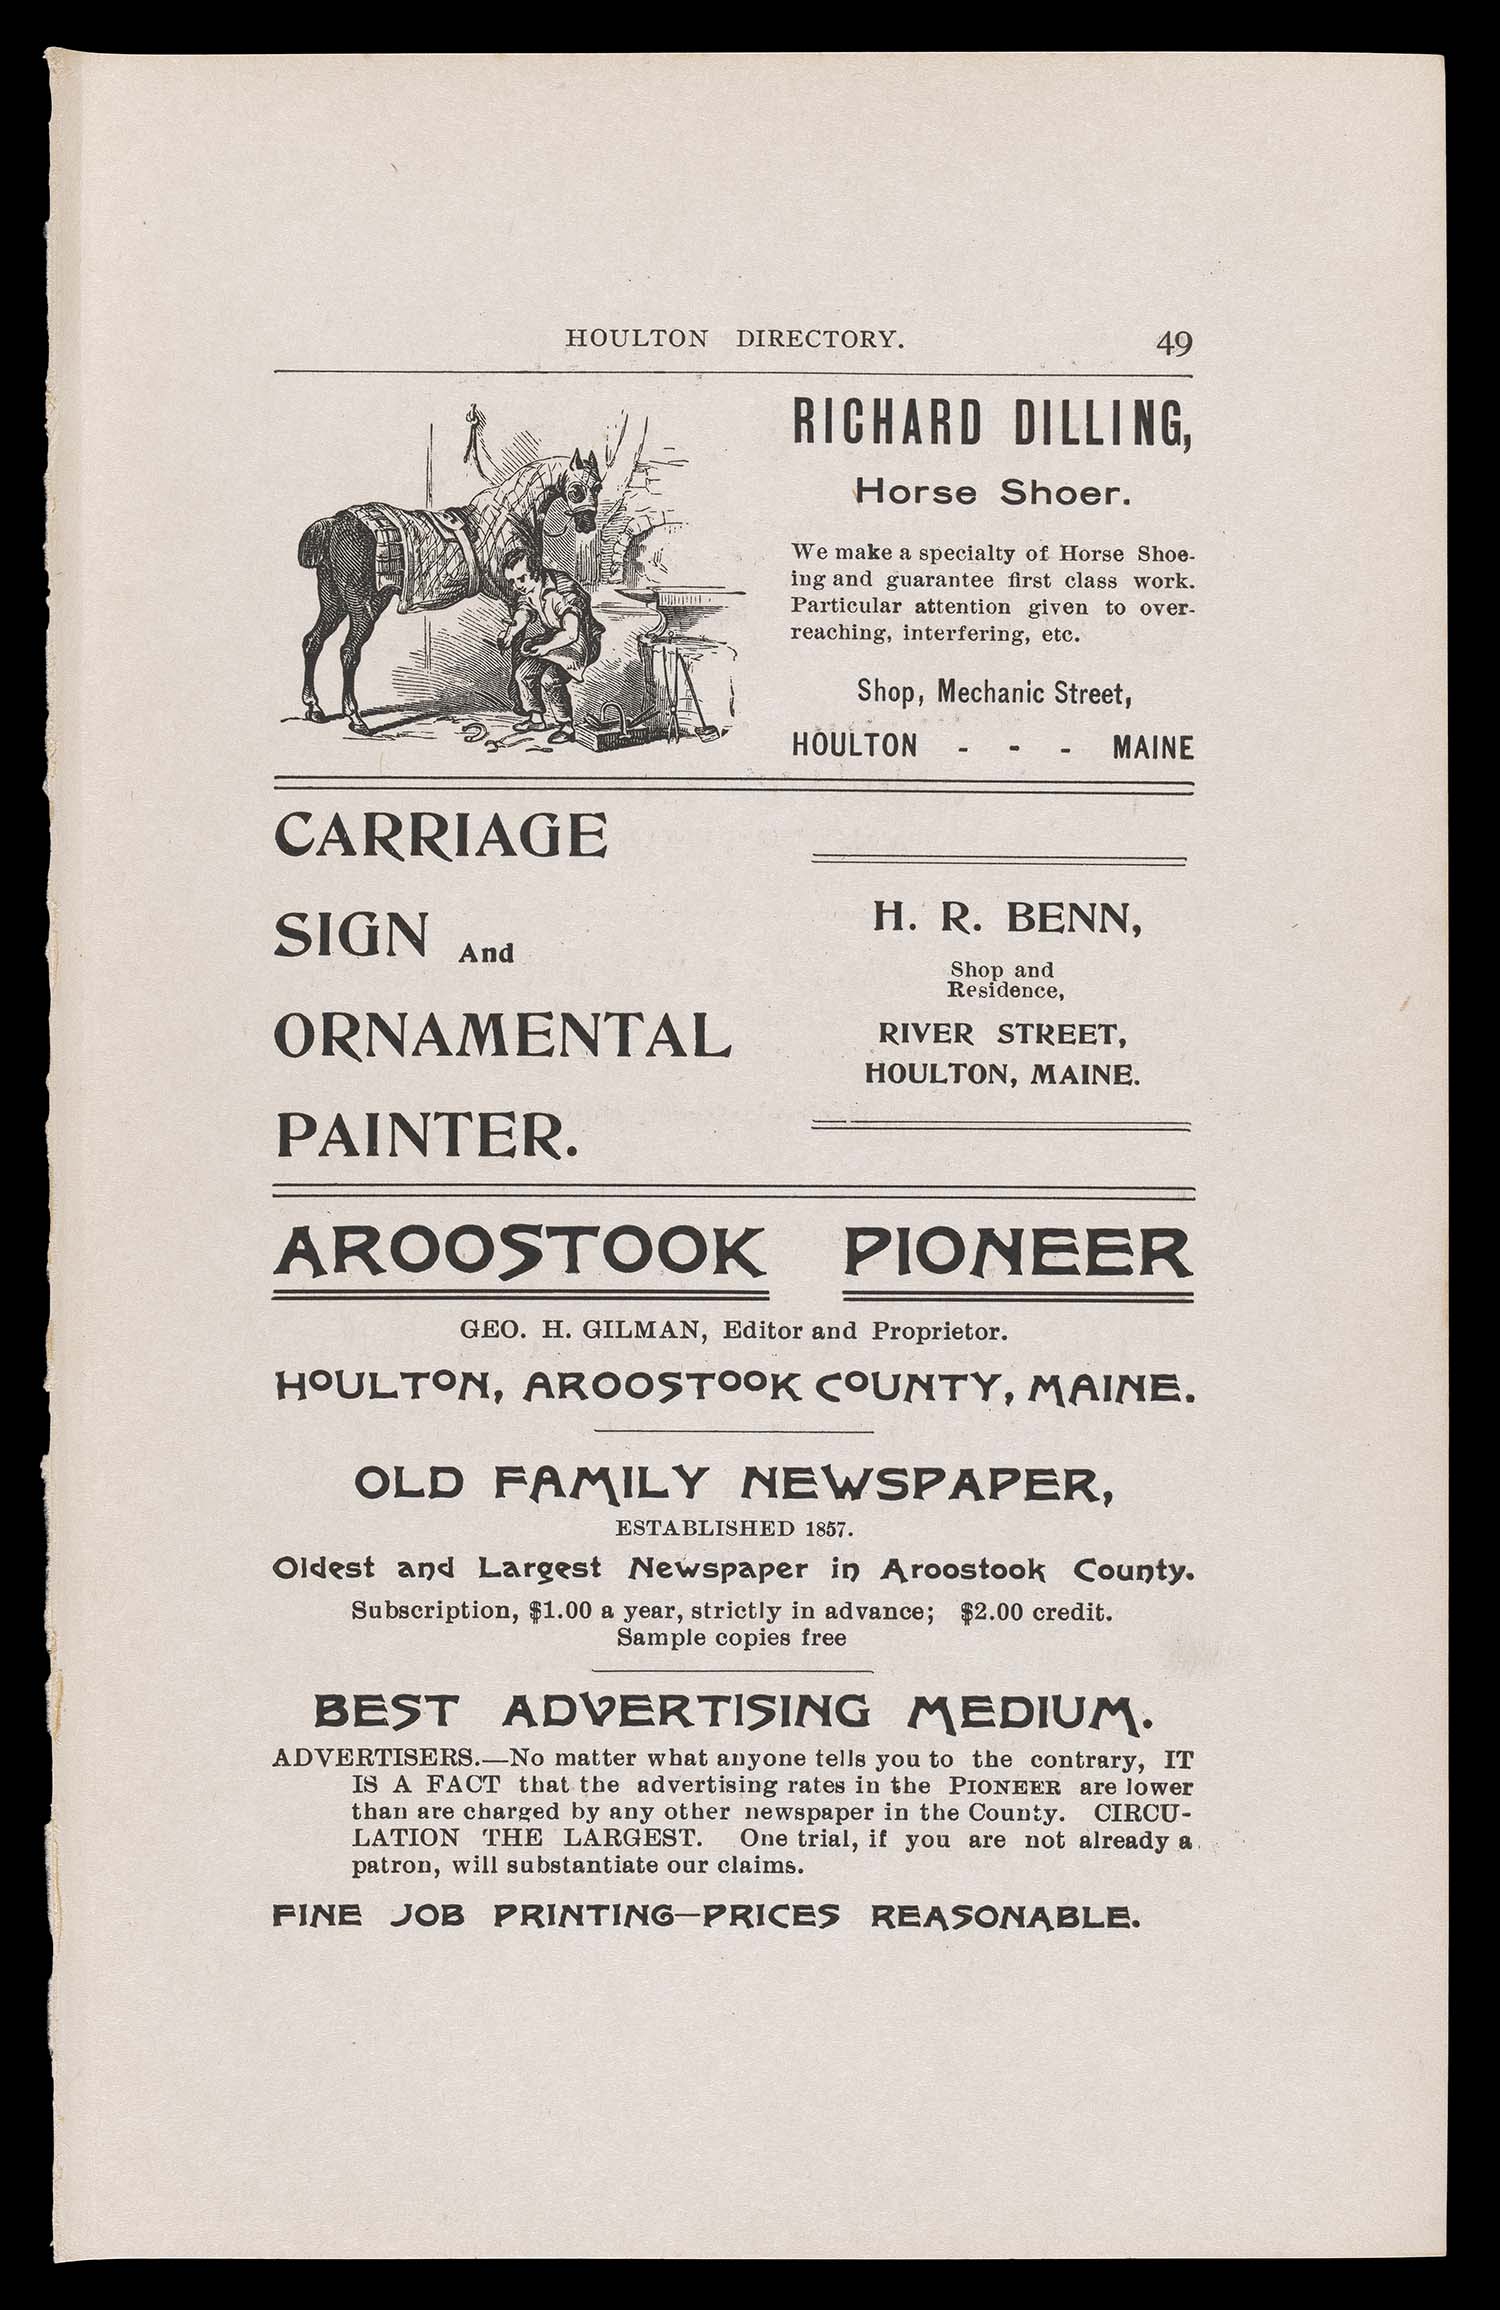 HOULTON DIRECTORY. 49
RICHARD DILLING,
Horse Shoer.
We make a specialty of Horse Shoe-
ing and guarantee first class work.
Particular attention given to over-
reaching, interfering, etc.
Shop, Mechanic Street,
HOULTON - - - MAINE
CARRIAGE
SIGN And
ORNAMENTAL
PAINTER.
H. R. BENN,
Shop and
Residence,
RIVER STREET,
HOULTON, MAINE.
AROOSTOOK PIONEER
GEO. H. GILMAN, Editor and Proprietor.
HOULTON, AROOSTOOK COUNTY, MAINE.
OLD FAMILY NEWSPAPER,
ESTABLISHED 1857.
Oldest and Largest Newspaper in Aroostook County.
Subscription, $1.00 a year, strictly in advance; $2.00 credit.
Sample copies free
BEST ADVERTISING MEDIUM.
ADVERTISERS.—No matter what anyone tells you to the contrary, IT
IS A FACT that the advertising rates in the PIONEER are lower
than are charged by any other newspaper in the County. CIRCU-
LATION THE LARGEST. One trial, if you are not already a
patron, will substantiate our claims.
FINE JOB PRINTING—PRICES REASONABLE.